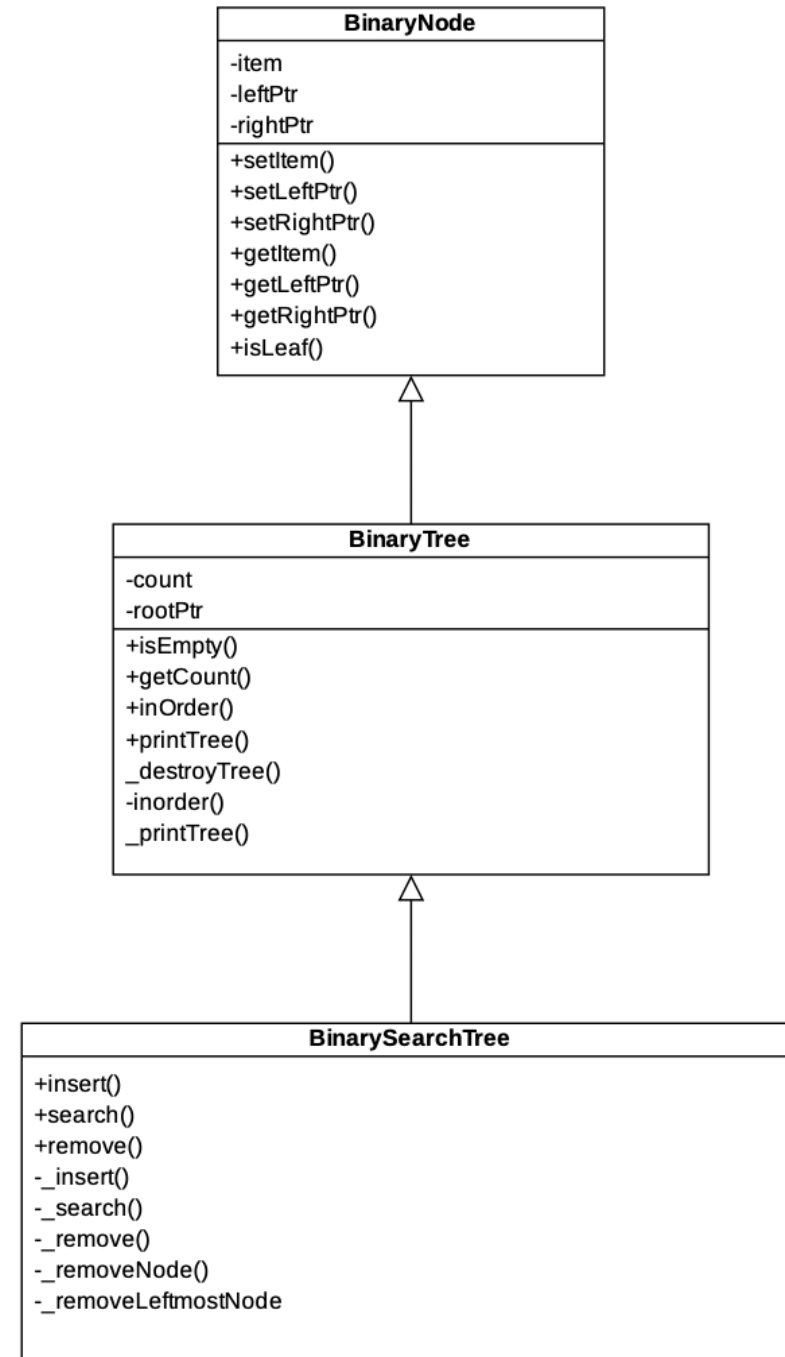 BinaryNode
-item
-leftPtr
-rightPtr
+setItem()
+setLeftPtr()
+setRightPtr()
+getItem()
+getLeftPtr()
+getRightPtr()
+isLeaf()
BinaryTree
-count
-rootPtr
+isEmpty()
+getCount()
+inOrder()
+printTree()
_destroyTree()
-inorder()
_printTree()
BinarySearchTree
+insert()
+search()
+remove()
-_insert()
-_search()
-_remove()
-_removeNode()
-_removeLeftmostNode